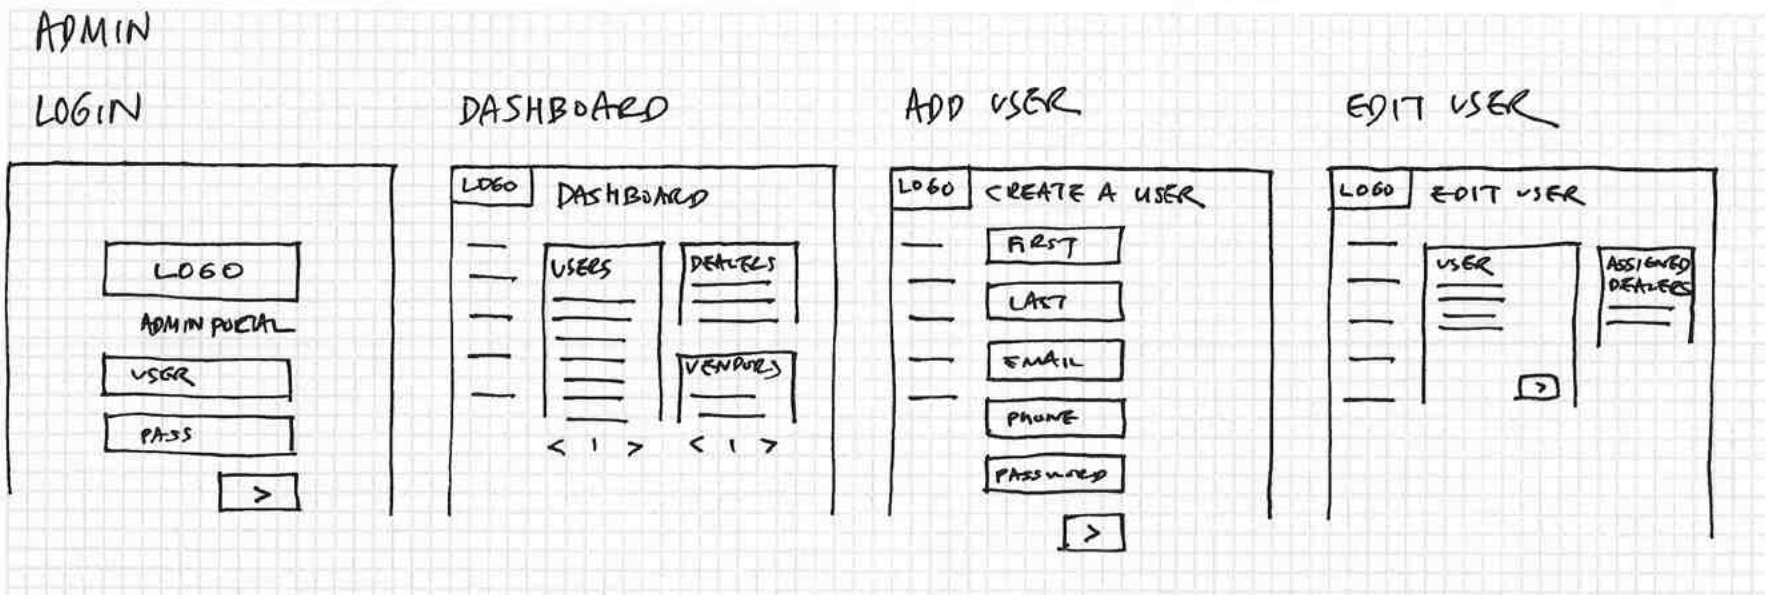 ADMIN
LOGIN
LOGO
ADMIN PORTAL
USER
PASS
>
DASHBOARD
LOGO
DASHBOARD
USERS
DEALERS
VENDORS
< 1 >
< 1 >
ADD USER
LOGO
CREATE A USER
FIRST
LAST
EMAIL
PHONE
PASSWORD
>
EDIT USER
LOGO
EDIT USER
USER
>
ASSIGNED
DEALERS